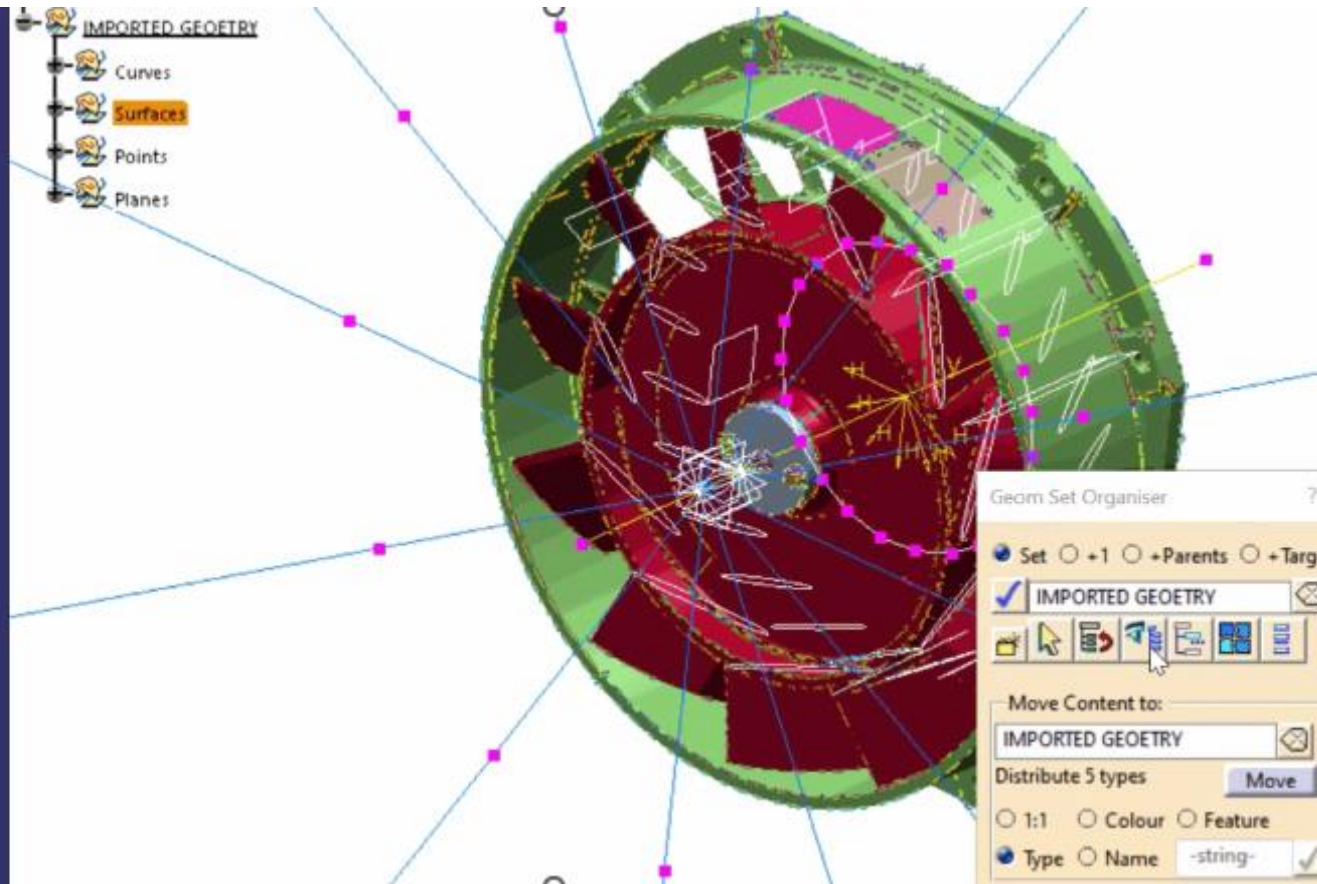 IMPORTED GEOETRY
Curves
Surfaces
Points
Planes
H
V
H
H
H
H
Geom Set Organiser ?
Set +1 +Parents +Targ
IMPORTED GEOETRY
Move Content to:
IMPORTED GEOETRY
Distribute 5 types Move
1:1 Colour Feature
Type Name -string-